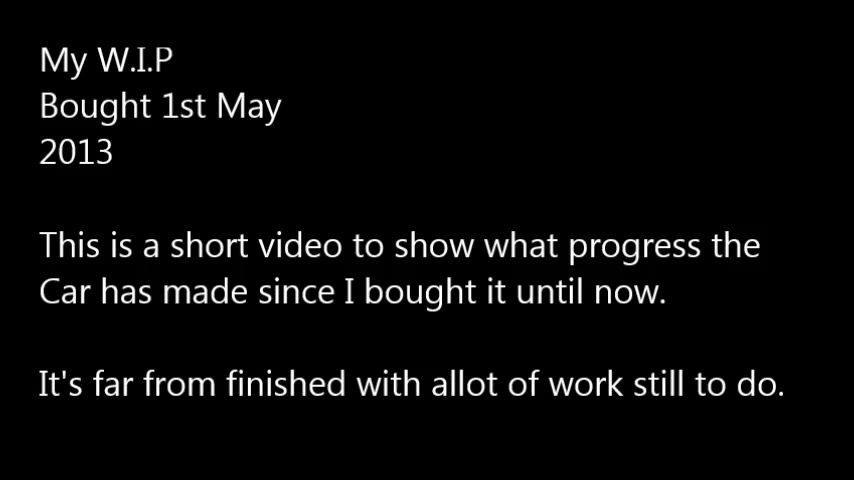 My W.I.P
Bought 1st May
2013
This is a short video to show what progress the
Car has made since I bought it until now.
It's far from finished with allot of work still to do.